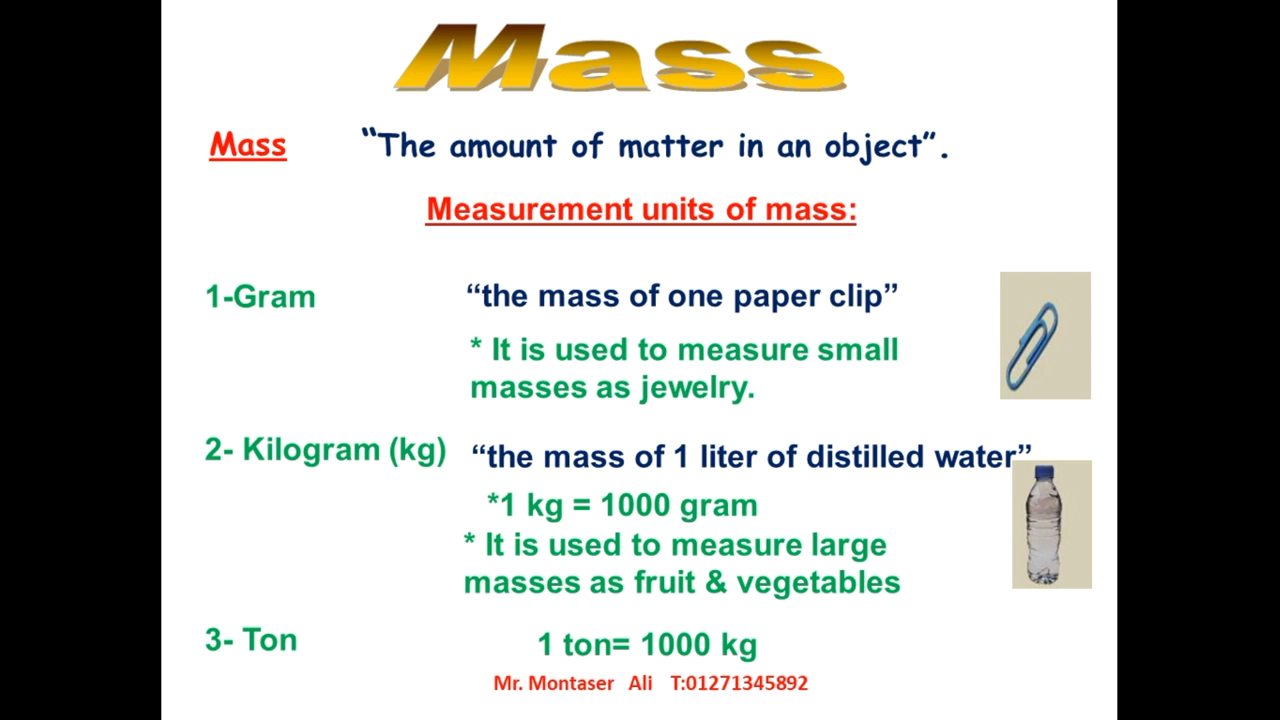 Mass
Mass “The amount of matter in an object”.
Measurement units of mass:
1-Gram “the mass of one paper clip”
* It is used to measure small
masses as jewelry.
2- Kilogram (kg) “the mass of 1 liter of distilled water”
*1 kg = 1000 gram
* It is used to measure large
masses as fruit & vegetables
3- Ton 1 ton= 1000 kg
Mr. Montaser Ali T:01271345892